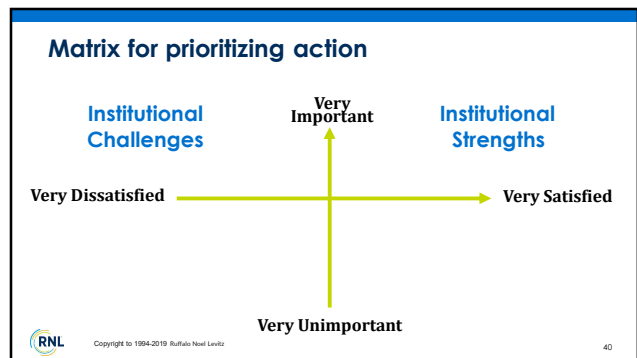 Matrix for prioritizing action
Institutional
Challenges
Very
Important
Institutional
Strengths
Very Dissatisfied
Very Satisfied
Very Unimportant
RNL
Copyright to 1994-2019 Ruffalo Noel Levitz
40